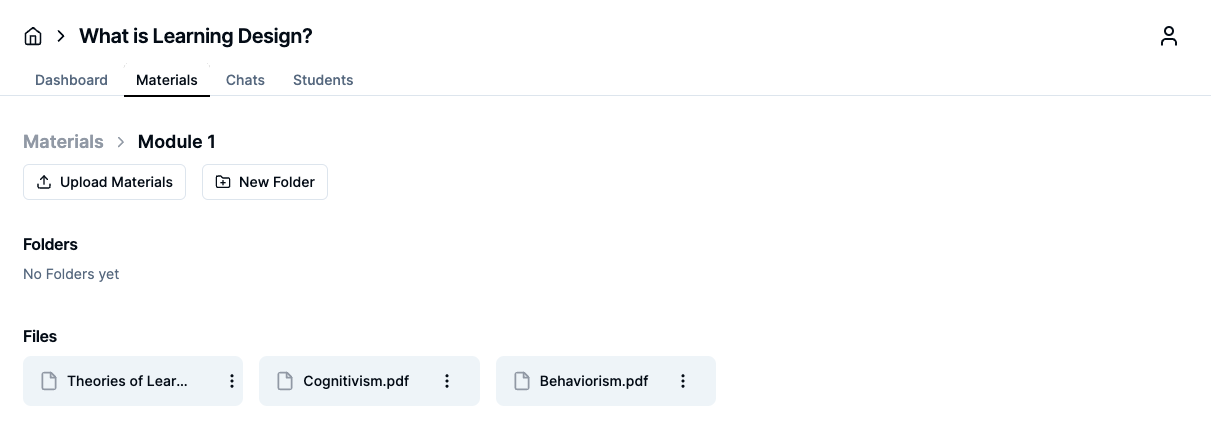 What is Learning Design?
Dashboard Materials Chats Students
Materials Module 1
Upload Materials New Folder
Folders
No Folders yet
Files
Theories of Lear... Cognitivism.pdf Behaviorism.pdf